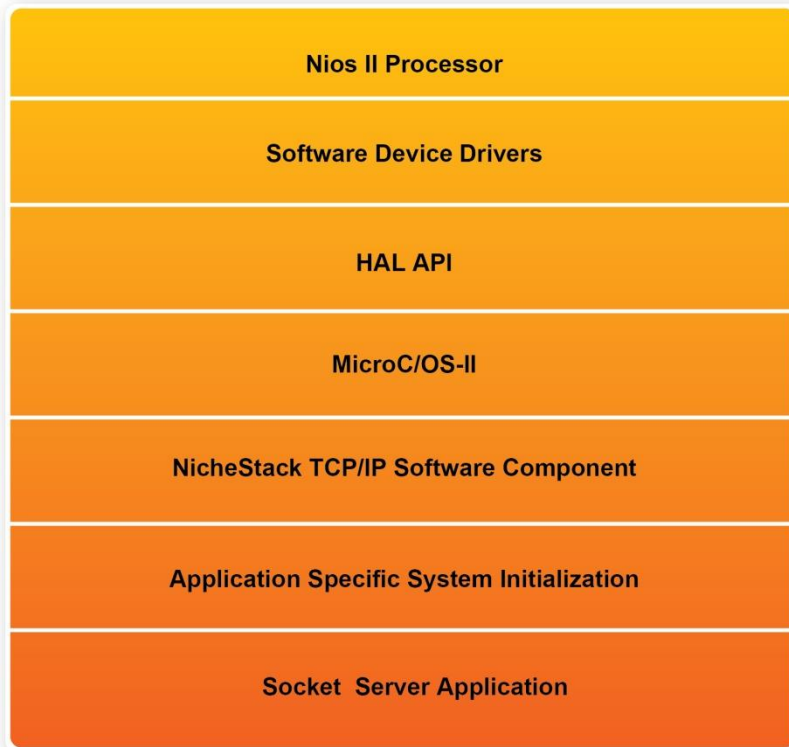 Nios II Processor
Software Device Drivers
HAL API
MicroC/OS-II
NicheStack TCP/IP Software Component
Application Specific System Initialization
Socket Server Application